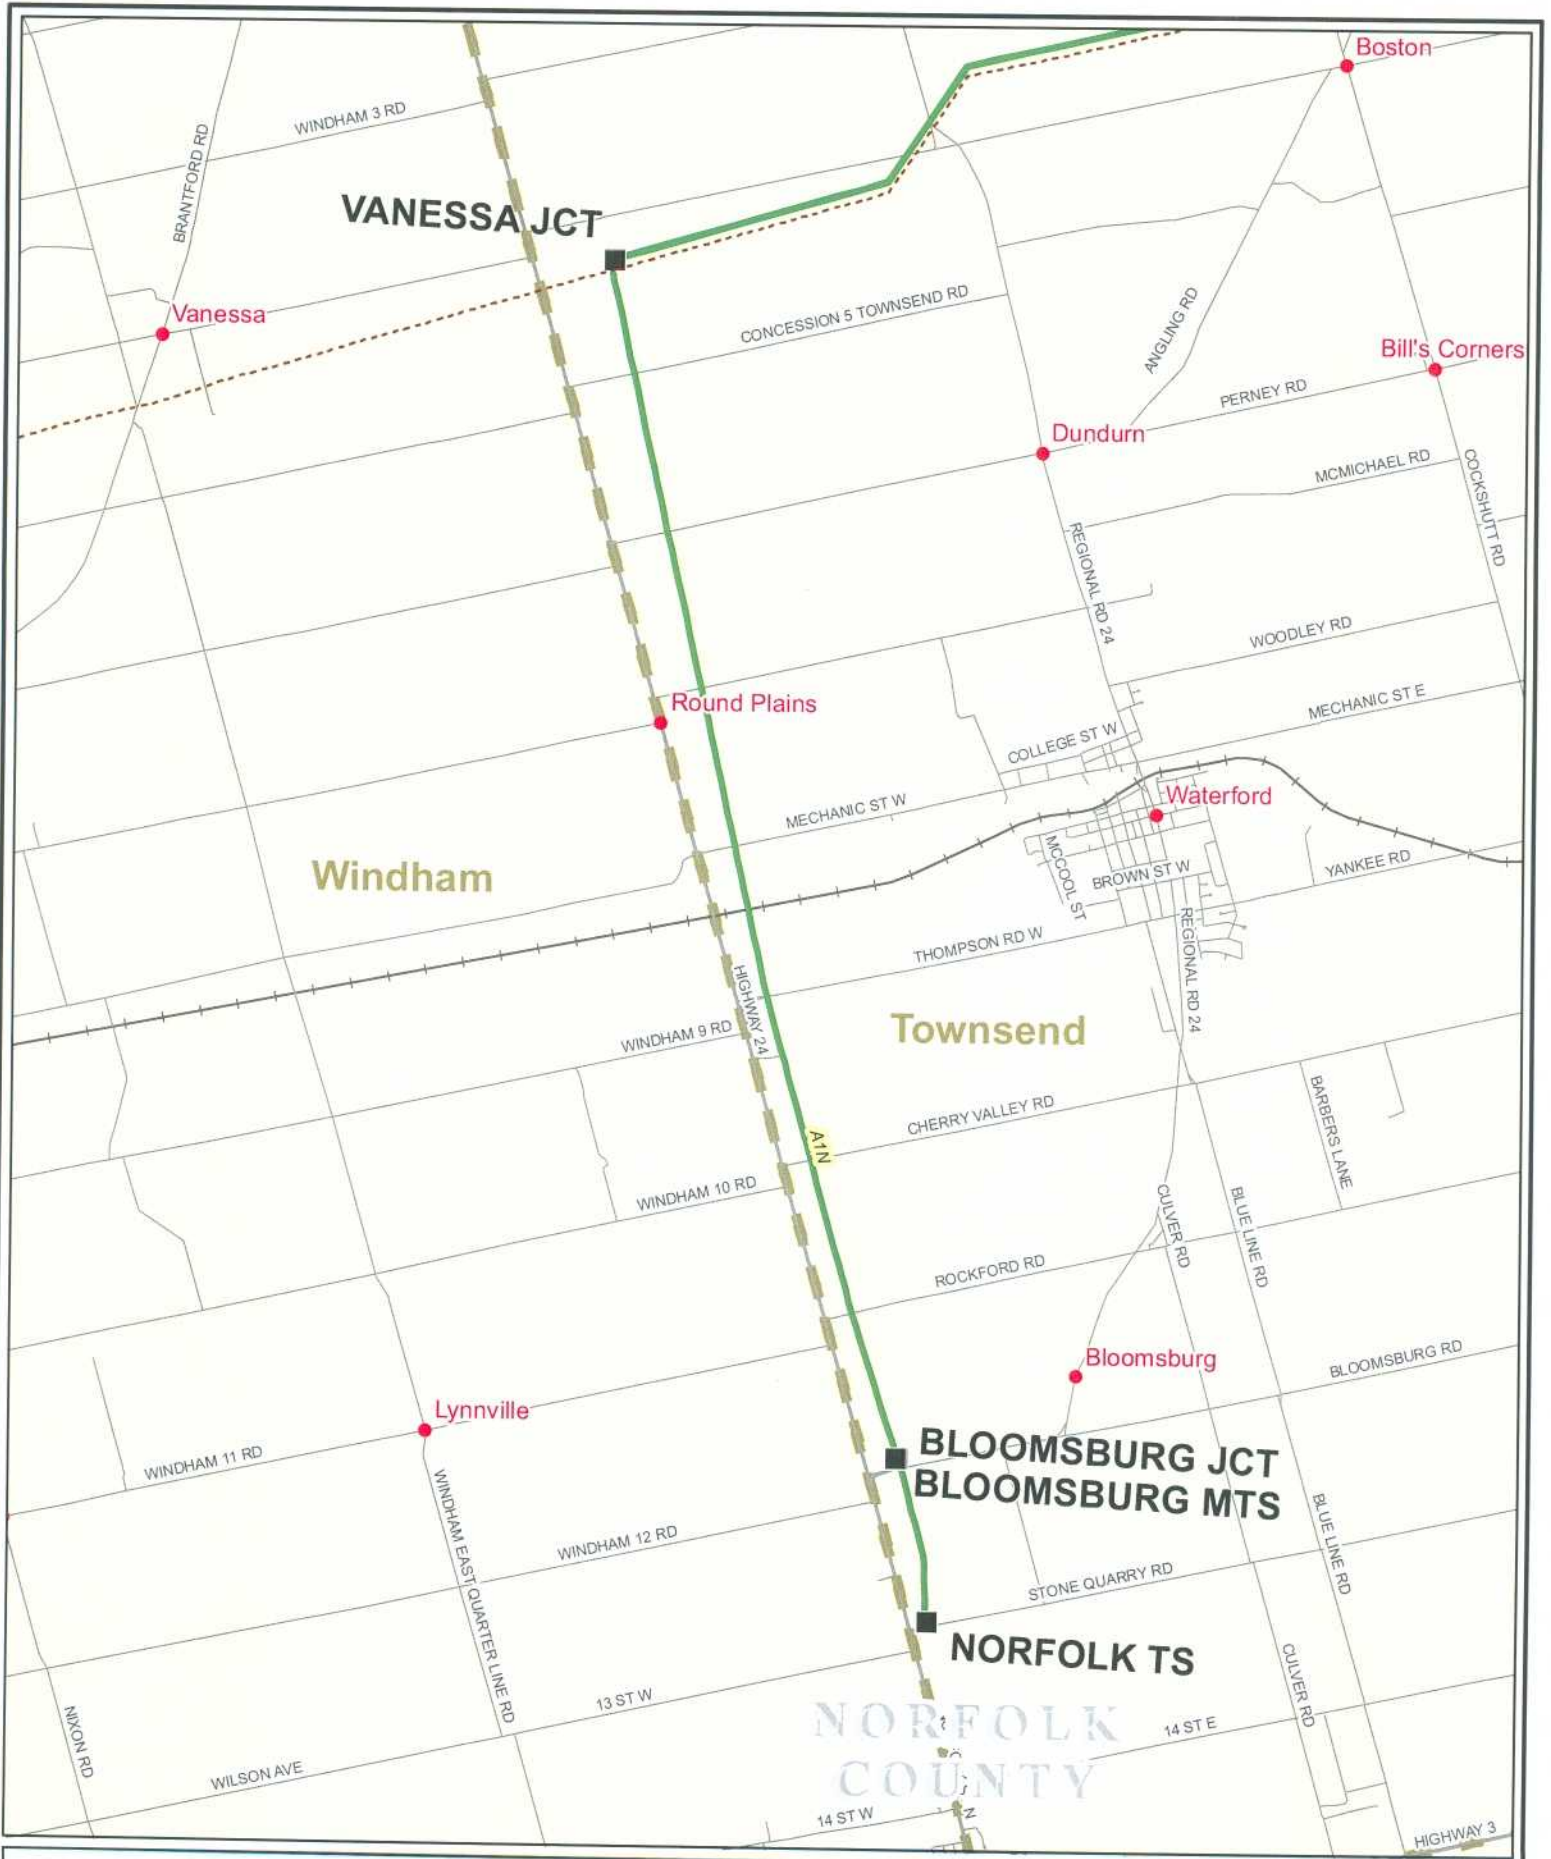 Boston
WINDHAM 3 RD
BRANTFORD RD
VANESSA JCT
Vanessa
CONCESSION 5 TOWNSEND RD
ANGLING RD
Bill's Corners
PERNEY RD
Dundurn
MCMICHAEL RD
COCKSHUTT RD
REGIONAL RD 24
WOODLEY RD
Round Plains
MECHANIC ST E
COLLEGE ST W
MECHANIC ST W
Waterford
Windham
MCCOOL ST
BROWN ST W
YANKEE RD
THOMPSON RD W
REGIONAL RD 24
HIGHWAY 24
Townsend
WINDHAM 9 RD
CHERRY VALLEY RD
BARBERS LANE
A1N
WINDHAM 10 RD
CULVER RD
BLUE LINE RD
ROCKFORD RD
Bloomsburg
BLOOMSBURG RD
Lynnville
WINDHAM 11 RD
BLOOMSBURG JCT
BLOOMSBURG MTS
WINDHAM EAST QUARTER LINE RD
WINDHAM 12 RD
BLUE LINE RD
STONE QUARRY RD
NORFOLK TS
CULVER RD
NIXON RD
13 ST W
NORFOLK
COUNTY
14 ST E
WILSON AVE
14 ST W
HIGHWAY 3